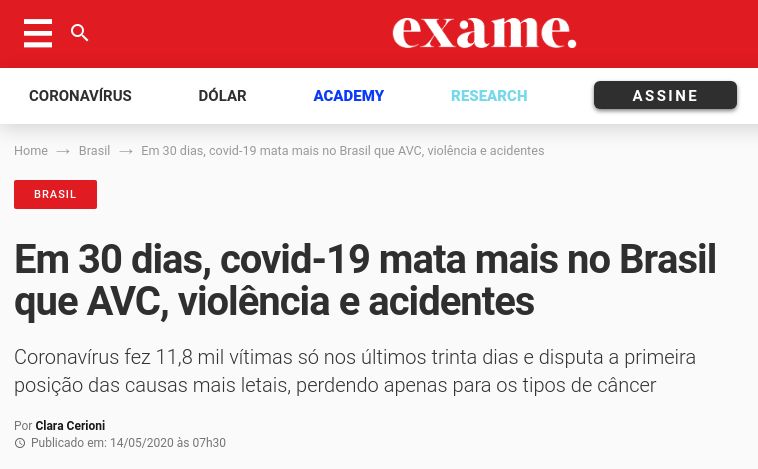 exame.
CORONAVÍRUS DÓLAR ACADEMY RESEARCH ASSINE
Home → Brasil → Em 30 dias, covid-19 mata mais no Brasil que AVC, violência e acidentes
BRASIL
Em 30 dias, covid-19 mata mais no Brasil
que AVC, violência e acidentes
Coronavírus fez 11,8 mil vítimas só nos últimos trinta dias e disputa a primeira
posição das causas mais letais, perdendo apenas para os tipos de câncer
Por Clara Cerioni
Publicado em: 14/05/2020 às 07h30